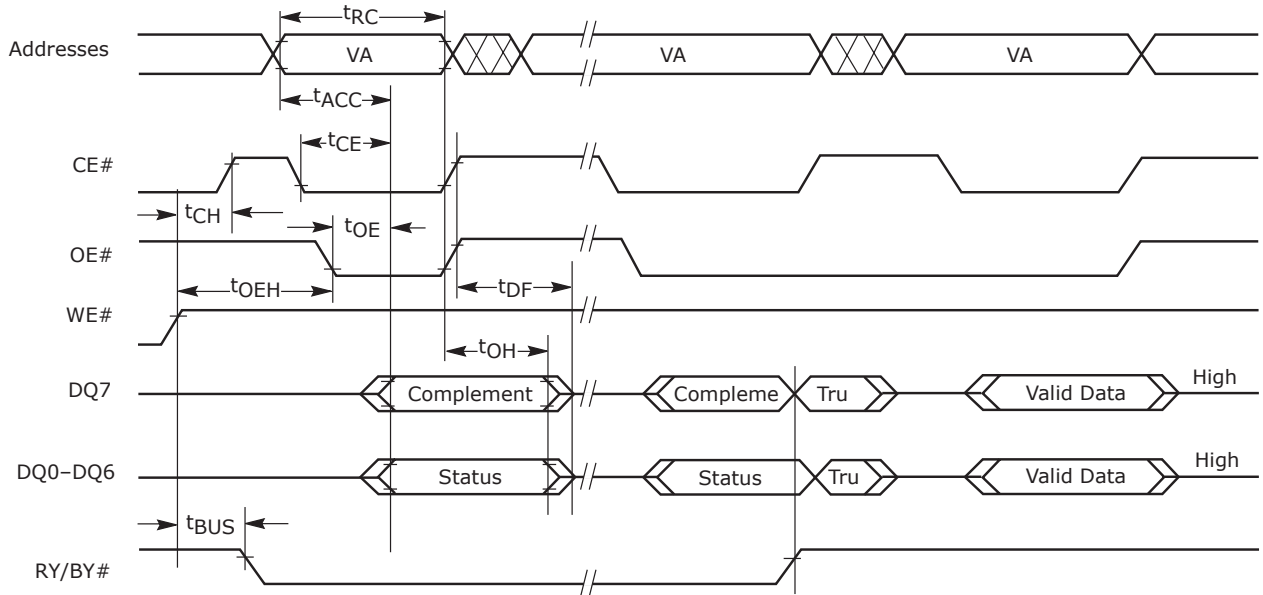 tRC
Addresses VA VA VA
tACC
tCE
CE#
tCH
tOE
OE#
tOEH
tDF
WE#
tOH
DQ7 Complement Compleme Tru Valid Data High
DQ0–DQ6 Status Status Tru Valid Data High
tBUS
RY/BY#